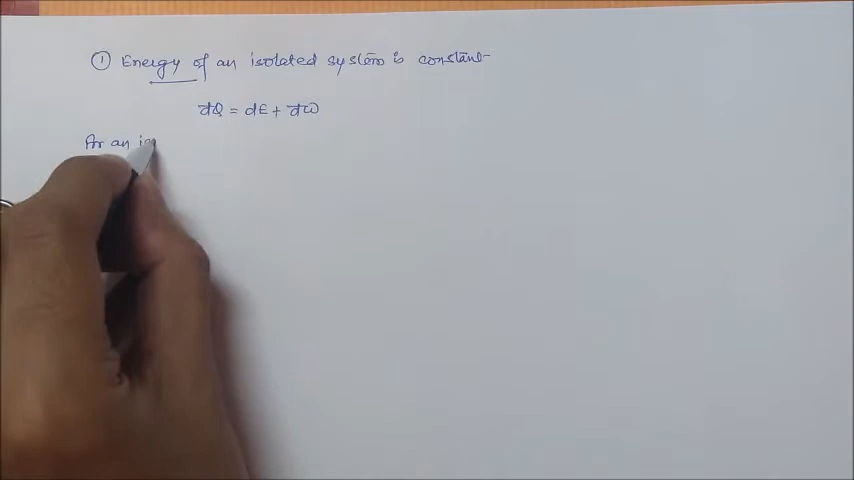 ① Energy of an isolated system is constant
đQ = dE + đW
For an